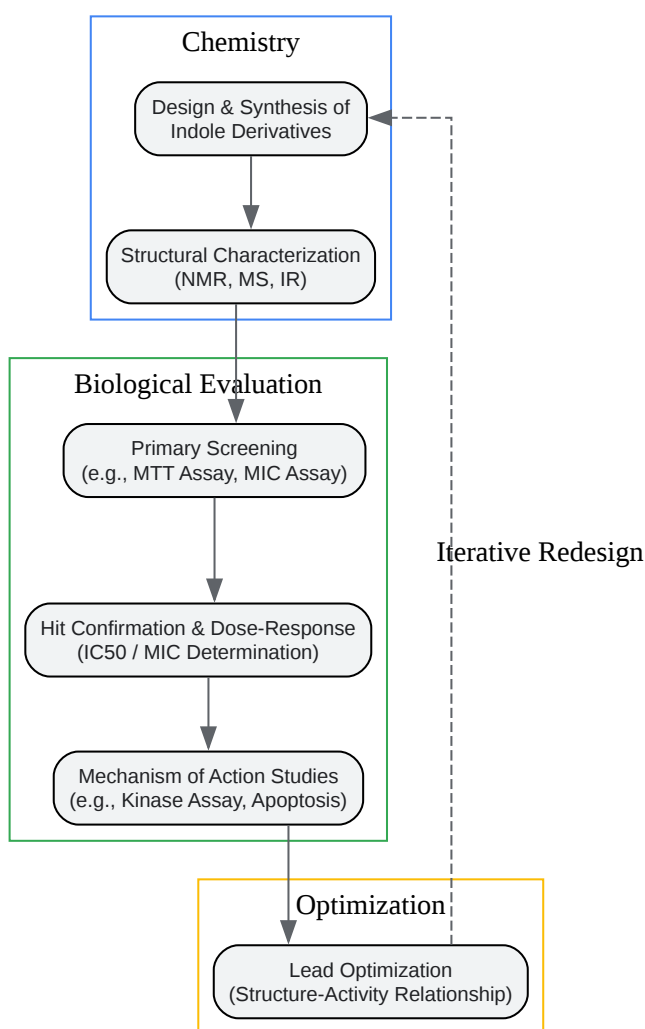 Chemistry
Design & Synthesis of
Indole Derivatives
Structural Characterization
(NMR, MS, IR)
Biological Evaluation
Primary Screening
(e.g., MTT Assay, MIC Assay)
Iterative Redesign
Hit Confirmation & Dose-Response
(IC50 / MIC Determination)
Mechanism of Action Studies
(e.g., Kinase Assay, Apoptosis)
Optimization
Lead Optimization
(Structure-Activity Relationship)